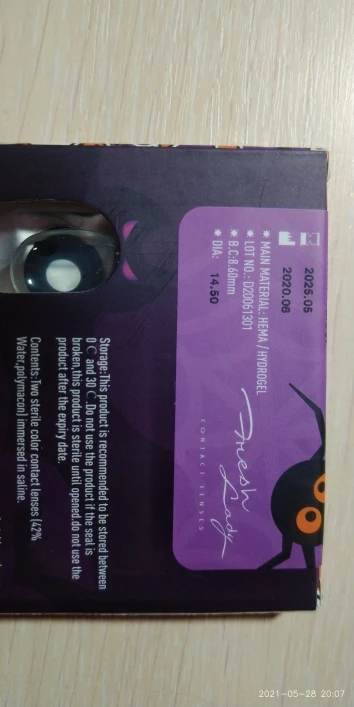 2025.05
2020.06
* MAIN MATERIAL: HEMA / HYDROGEL
* LOT NO.: D20061301
* B.C:8.60mm
* DIA: 14.50
Fresh
Lady
CONTACT LENSES
Storage:This product is recommended to be stored between
0 C and 30 C .Do not use the product if the seal is
broken,this product is sterile until opened.do not use the
product after the expiry date.
Contents:Two sterile color contact lenses (42%
Water,polymacon) immersed in saline.
2021-05-28 20:07